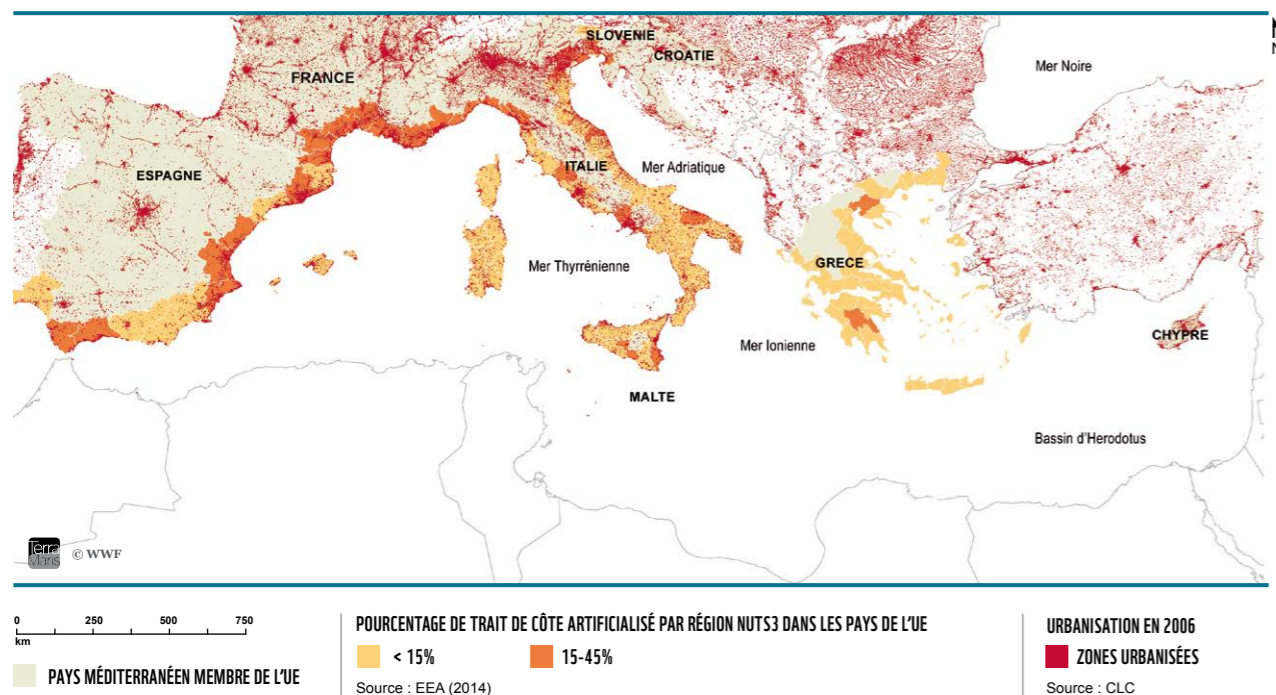 SLOVENIE
CROATIE
Mer Noire
FRANCE
ESPAGNE
ITALIE
Mer Adriatique
GRECE
Mer Thyrrénienne
Mer Ionienne
CHYPRE
MALTE
Bassin d'Herodotus
Terra
Maris
© WWF
0 250 500 750
km
PAYS MÉDITERRANÉEN MEMBRE DE L'UE
POURCENTAGE DE TRAIT DE CÔTE ARTIFICIALISÉ PAR RÉGION NUTS3 DANS LES PAYS DE L'UE
< 15% 15-45%
Source : EEA (2014)
URBANISATION EN 2006
ZONES URBANISÉES
Source : CLC